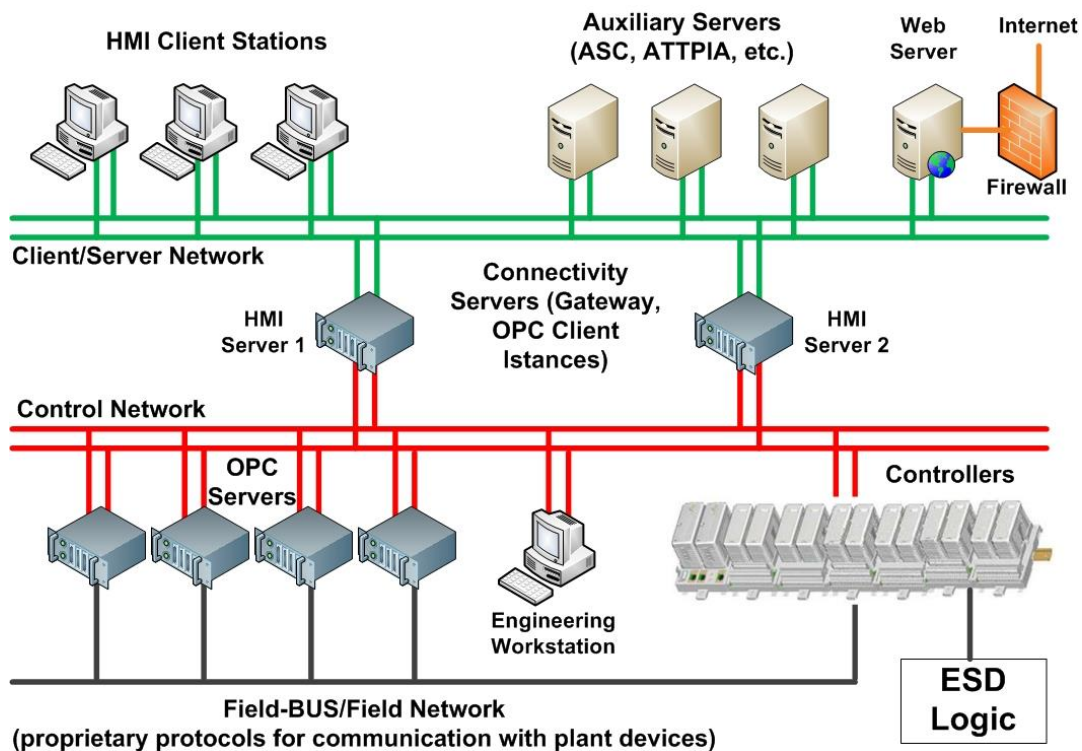 HMI Client Stations
Auxiliary Servers
(ASC, ATTPIA, etc.)
Web
Server
Internet
Firewall
Client/Server Network
Connectivity
Servers (Gateway,
OPC Client
Istances)
HMI
Server 1
HMI
Server 2
Control Network
OPC
Servers
Controllers
Engineering
Workstation
ESD
Logic
Field-BUS/Field Network
(proprietary protocols for communication with plant devices)